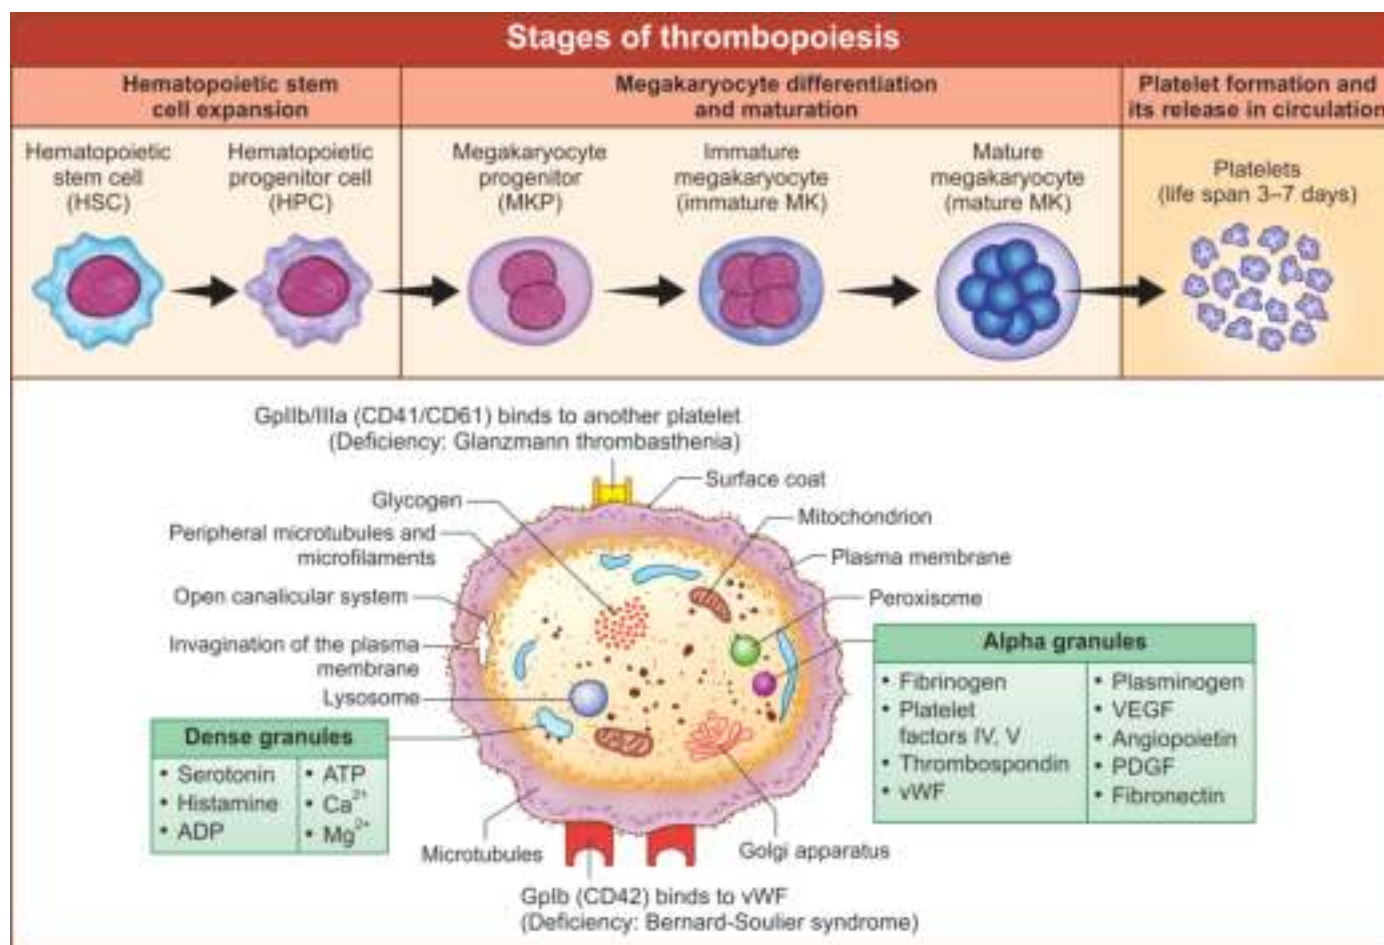 Stages of thrombopoiesis
Hematopoietic stem
cell expansion
Megakaryocyte differentiation
and maturation
Platelet formation and
its release in circulation
Hematopoietic
stem cell
(HSC)
Hematopoietic
progenitor cell
(HPC)
Megakaryocyte
progenitor
(MKP)
Immature
megakaryocyte
(immature MK)
Mature
megakaryocyte
(mature MK)
Platelets
(life span 3–7 days)
GpIIb/IIIa (CD41/CD61) binds to another platelet
(Deficiency: Glanzmann thrombasthenia)
Surface coat
Glycogen
Mitochondrion
Peripheral microtubules and
microfilaments
Plasma membrane
Open canalicular system
Peroxisome
Invagination of the plasma
membrane
Lysosome
Alpha granules
• Fibrinogen
• Platelet
factors IV, V
• Thrombospondin
• vWF
• Plasminogen
• VEGF
• Angiopoietin
• PDGF
• Fibronectin
Dense granules
• Serotonin
• Histamine
• ADP
• ATP
• Ca²⁺
• Mg²⁺
Microtubules
Golgi apparatus
GpIb (CD42) binds to vWF
(Deficiency: Bernard-Soulier syndrome)